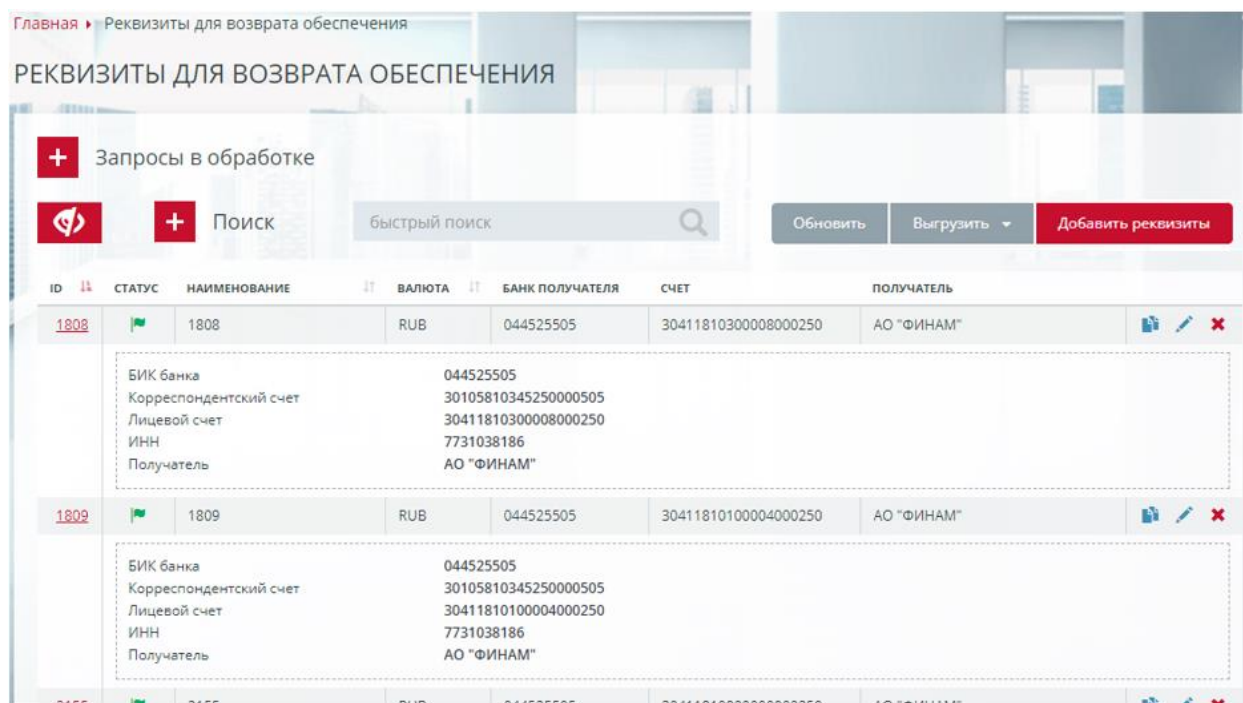 Главная Реквизиты для возврата обеспечения
РЕКВИЗИТЫ ДЛЯ ВОЗВРАТА ОБЕСПЕЧЕНИЯ
Запросы в обработке
Поиск быстрый поиск Обновить Выгрузить Добавить реквизиты
ID СТАТУС НАИМЕНОВАНИЕ ВАЛЮТА БАНК ПОЛУЧАТЕЛЯ СЧЕТ ПОЛУЧАТЕЛЬ
1808 1808 RUB 044525505 30411810300008000250 АО "ФИНАМ"
БИК банка 044525505
Корреспондентский счет 30105810345250000505
Лицевой счет 30411810300008000250
ИНН 7731038186
Получатель АО "ФИНАМ"
1809 1809 RUB 044525505 30411810100004000250 АО "ФИНАМ"
БИК банка 044525505
Корреспондентский счет 30105810345250000505
Лицевой счет 30411810100004000250
ИНН 7731038186
Получатель АО "ФИНАМ"